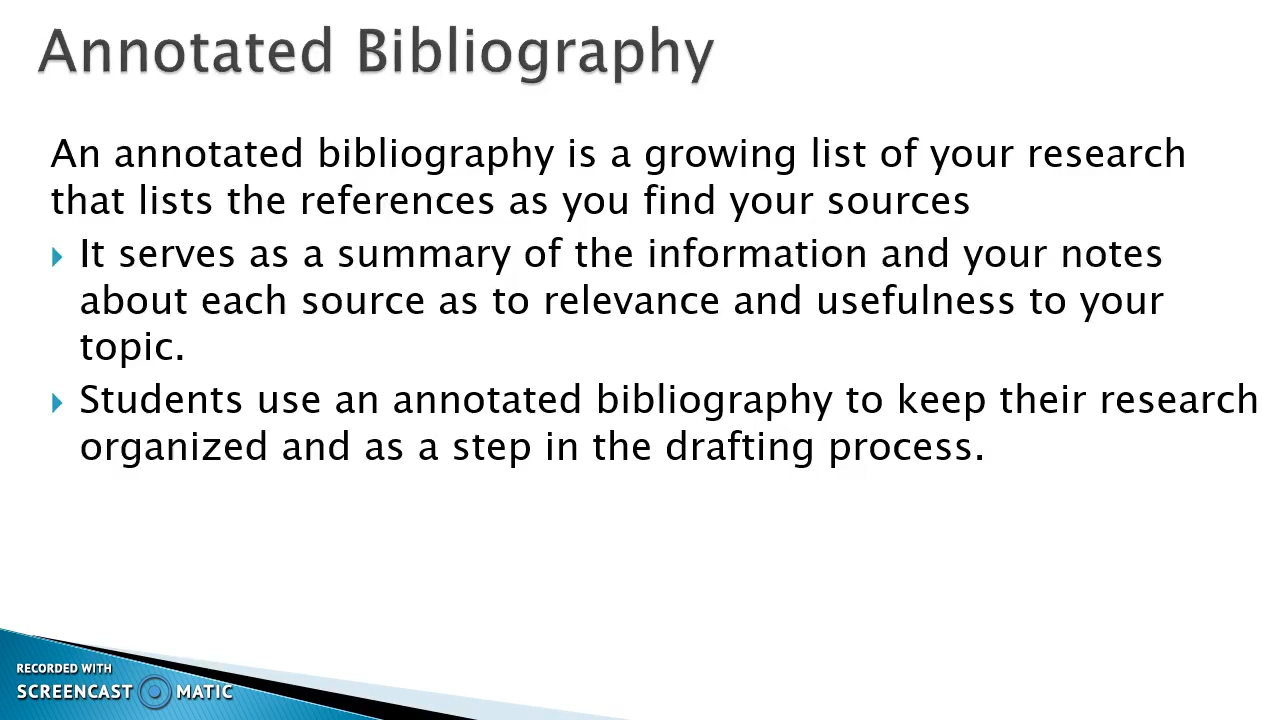 Annotated Bibliography
An annotated bibliography is a growing list of your research
that lists the references as you find your sources
It serves as a summary of the information and your notes
about each source as to relevance and usefulness to your
topic.
Students use an annotated bibliography to keep their research
organized and as a step in the drafting process.
RECORDED WITH
SCREENCAST MATIC